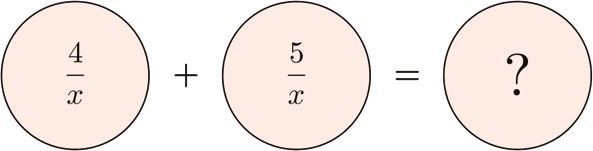 4/x + 5/x = ?